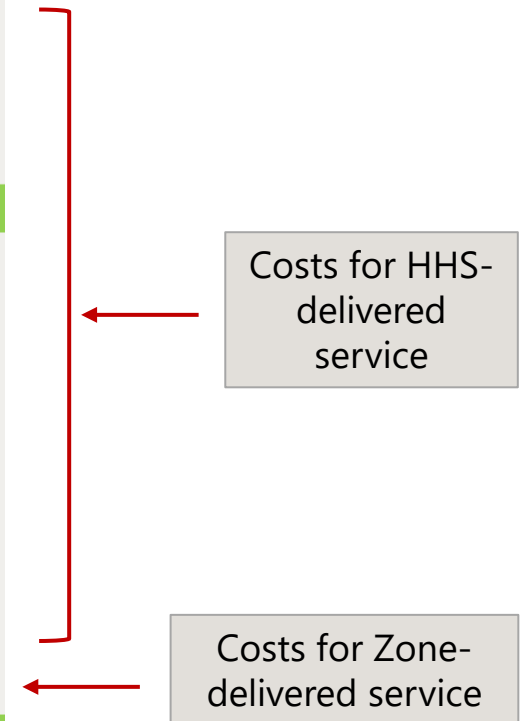 Costs for HHS-
delivered
service
Costs for Zone-
delivered service